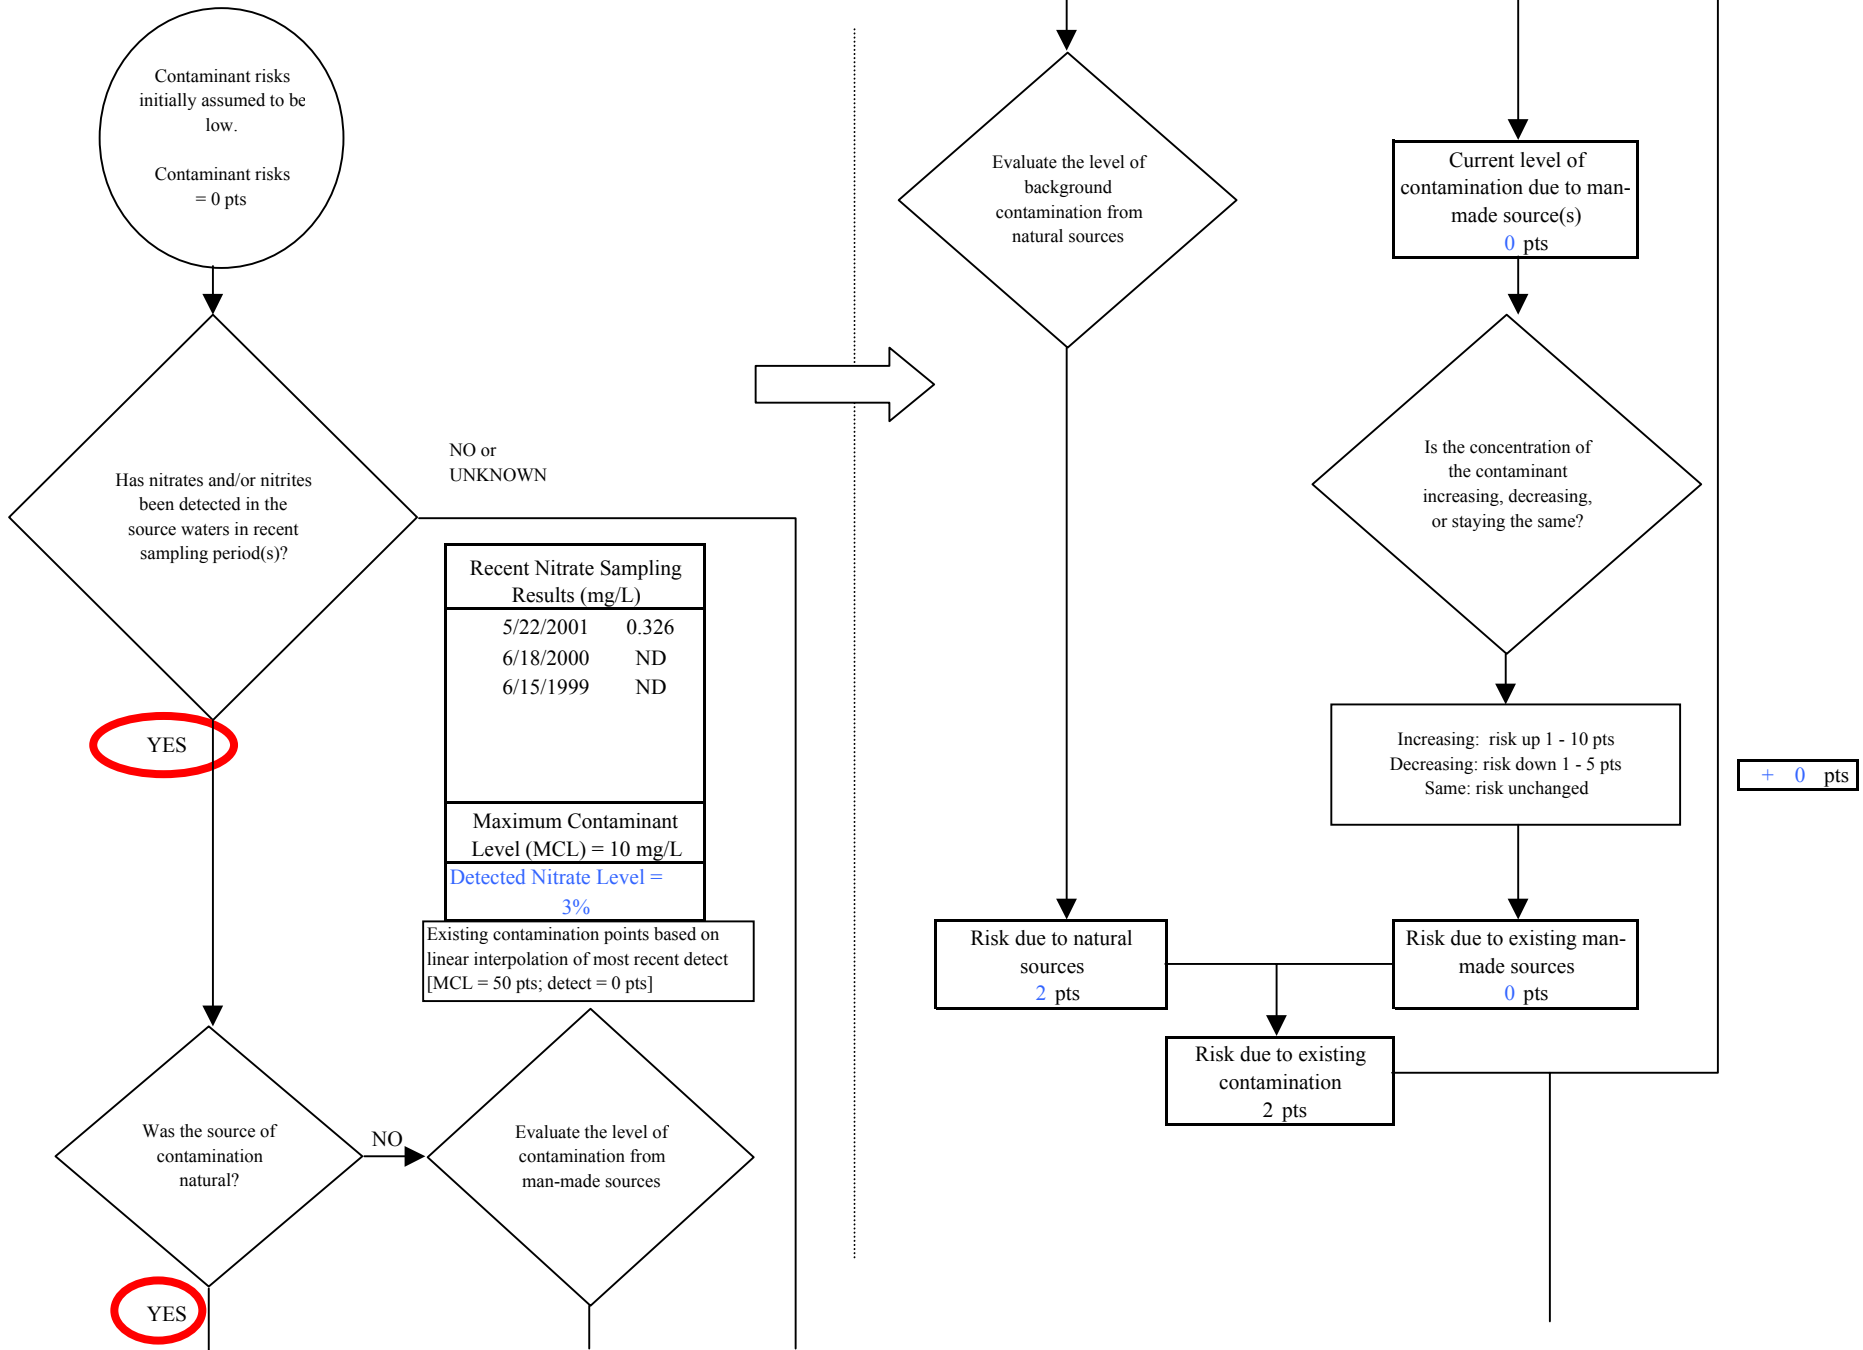 Contaminant risks
initially assumed to be
low.
Contaminant risks
= 0 pts
Has nitrates and/or nitrites
been detected in the
source waters in recent
sampling period(s)?
NO or
UNKNOWN
YES
Recent Nitrate Sampling
Results (mg/L)
5/22/2001 0.326
6/18/2000 ND
6/15/1999 ND
Maximum Contaminant
Level (MCL) = 10 mg/L
Detected Nitrate Level =
3%
Existing contamination points based on
linear interpolation of most recent detect
[MCL = 50 pts; detect = 0 pts]
Was the source of
contamination
natural?
NO
Evaluate the level of
contamination from
man-made sources
YES
Evaluate the level of
background
contamination from
natural sources
Current level of
contamination due to man-
made source(s)
0 pts
Is the concentration of
the contaminant
increasing, decreasing,
or staying the same?
Increasing: risk up 1 - 10 pts
Decreasing: risk down 1 - 5 pts
Same: risk unchanged
+ 0 pts
Risk due to natural
sources
2 pts
Risk due to existing man-
made sources
0 pts
Risk due to existing
contamination
2 pts